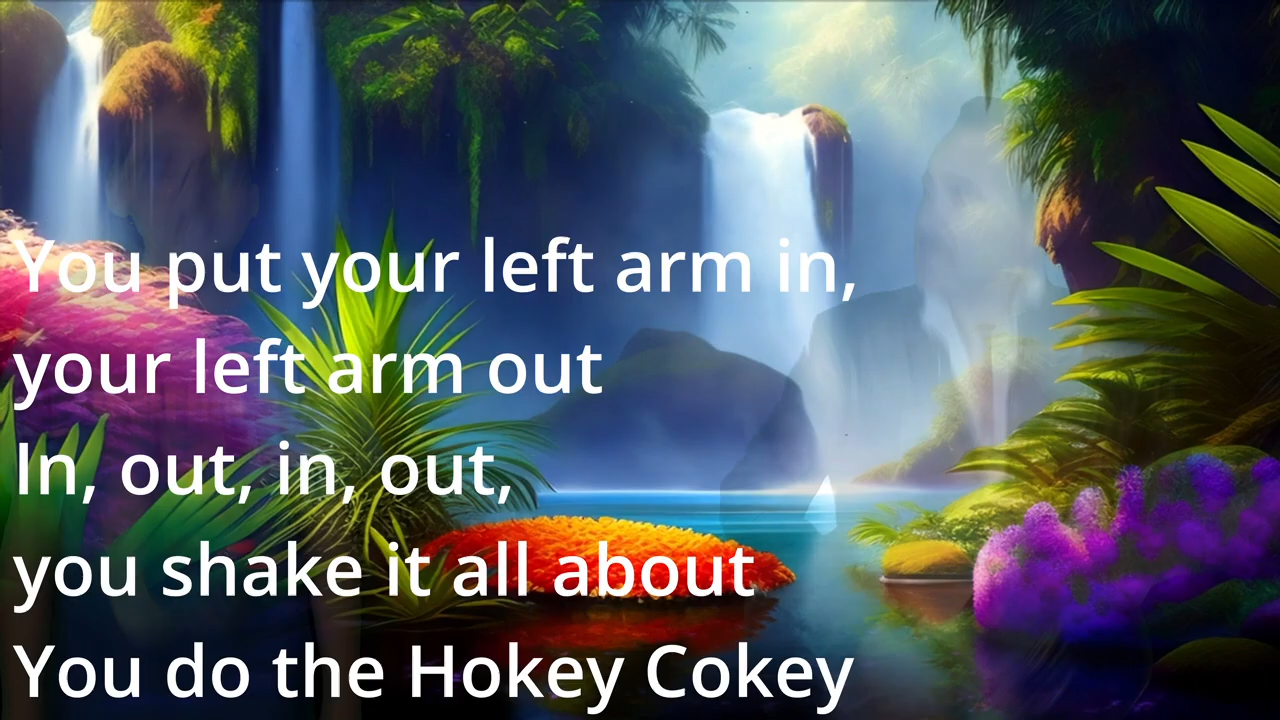 You put your left arm in,
your left arm out
In, out, in, out,
you shake it all about
You do the Hokey Cokey